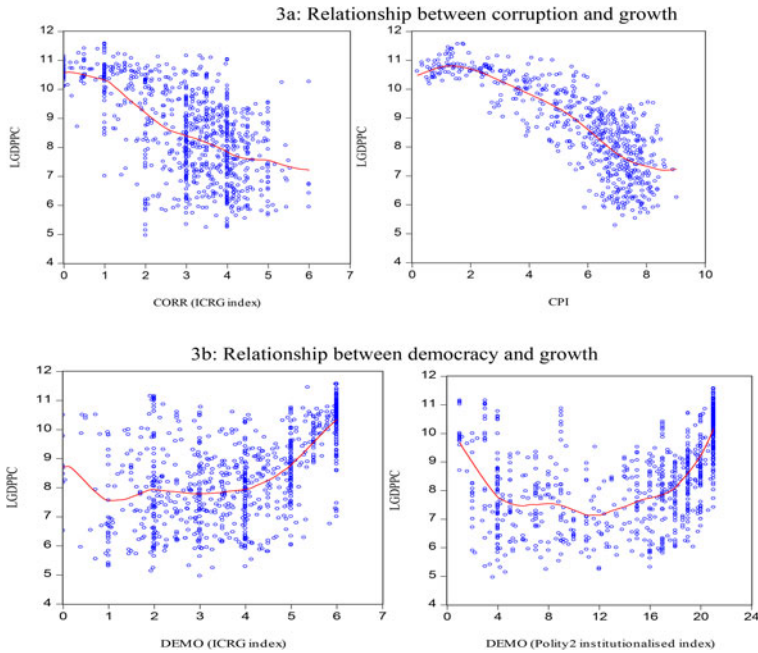 3a: Relationship between corruption and growth
12
11
10
9
8
7
6
5
4
LGDPPC
0 1 2 3 4 5 6 7
CORR (ICRG index)
12
11
10
9
8
7
6
5
4
LGDPPC
0 2 4 6 8 10
CPI
3b: Relationship between democracy and growth
12
11
10
9
8
7
6
5
4
LGDPPC
0 1 2 3 4 5 6 7
DEMO (ICRG index)
12
11
10
9
8
7
6
5
4
LGDPPC
0 4 8 12 16 20 24
DEMO (Polity2 institutionalised index)